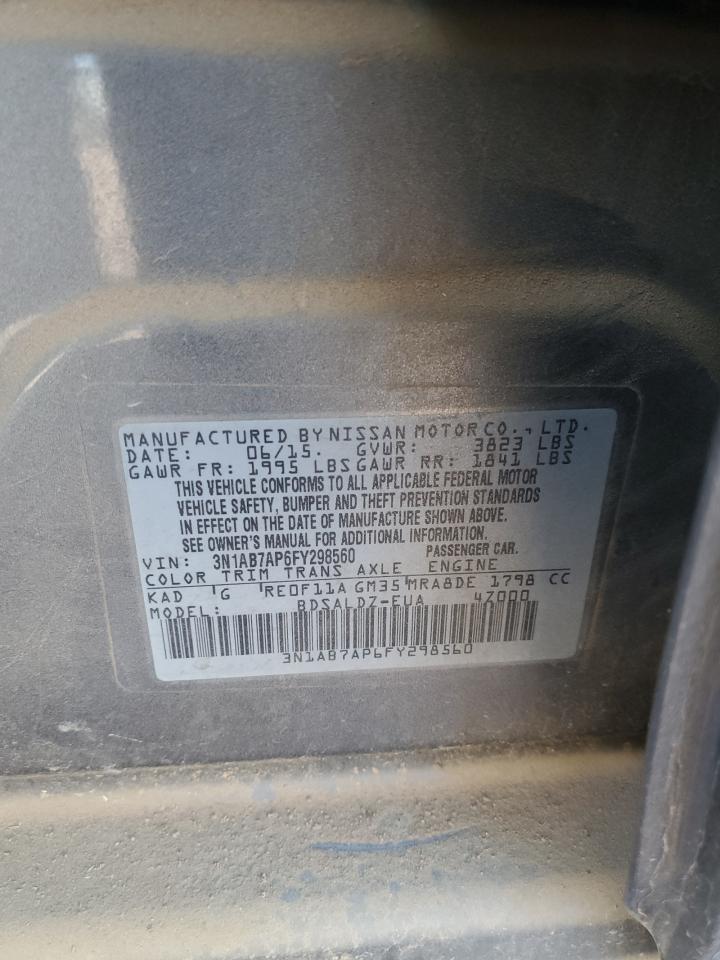 MANUFACTURED BY NISSAN MOTOR CO., LTD.
DATE: 06/15. GVWR: 3823 LBS
GAWR FR: 1995 LBS GAWR RR: 1841 LBS
THIS VEHICLE CONFORMS TO ALL APPLICABLE FEDERAL MOTOR
VEHICLE SAFETY, BUMPER AND THEFT PREVENTION STANDARDS
IN EFFECT ON THE DATE OF MANUFACTURE SHOWN ABOVE.
SEE OWNER'S MANUAL FOR ADDITIONAL INFORMATION.
VIN: 3N1AB7AP6FY298560 PASSENGER CAR.
COLOR TRIM TRANS AXLE ENGINE
KAD G RE0F11A GM35 MRA8DE 1798 CC
MODEL: BDSALDZ-EUA 4Z000
3N1AB7AP6FY298560